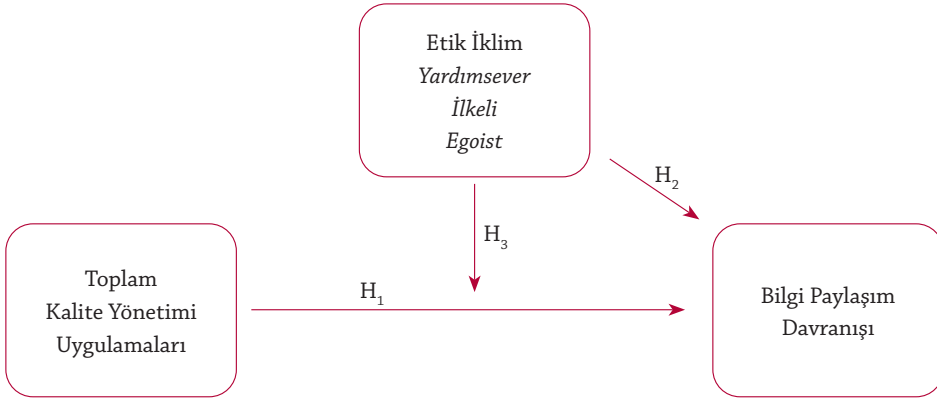 Etik İklim
Yardımsever
İlkeli
Egoist
H2
H3
Toplam
Kalite Yönetimi
Uygulamaları
H1
Bilgi Paylaşım
Davranışı